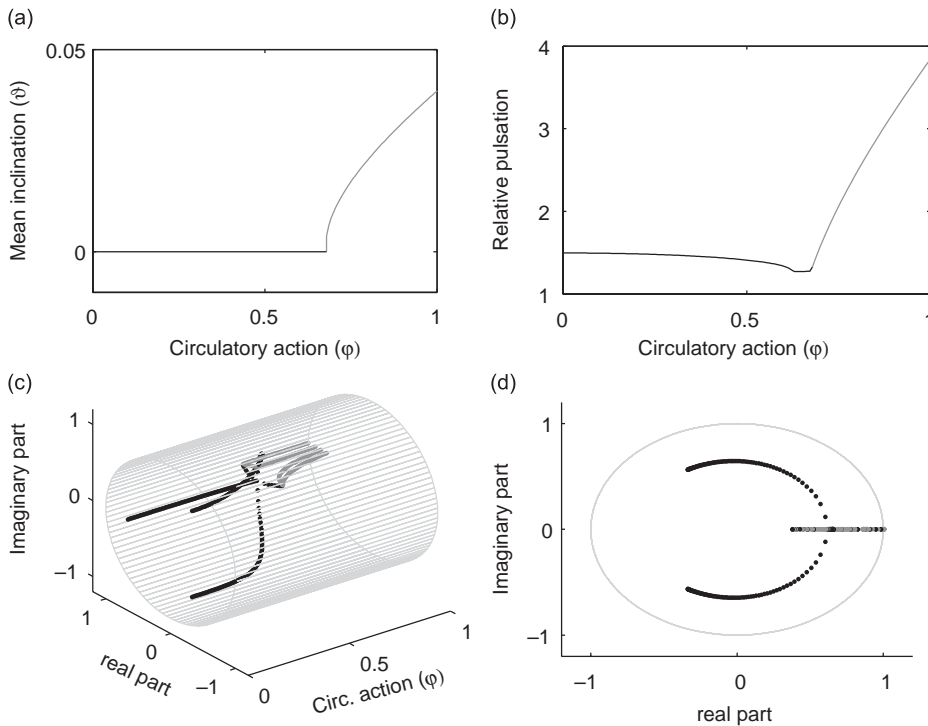 (a)
0.05
0
0
0.5
1
Mean inclination (ϑ)
Circulatory action (φ)
(b)
4
3
2
1
0
0.5
1
Relative pulsation
Circulatory action (φ)
(c)
Imaginary part
1
0
−1
1
0
−1
real part
0
0.5
1
Circ. action (φ)
(d)
Imaginary part
1
0
−1
−1
0
1
real part